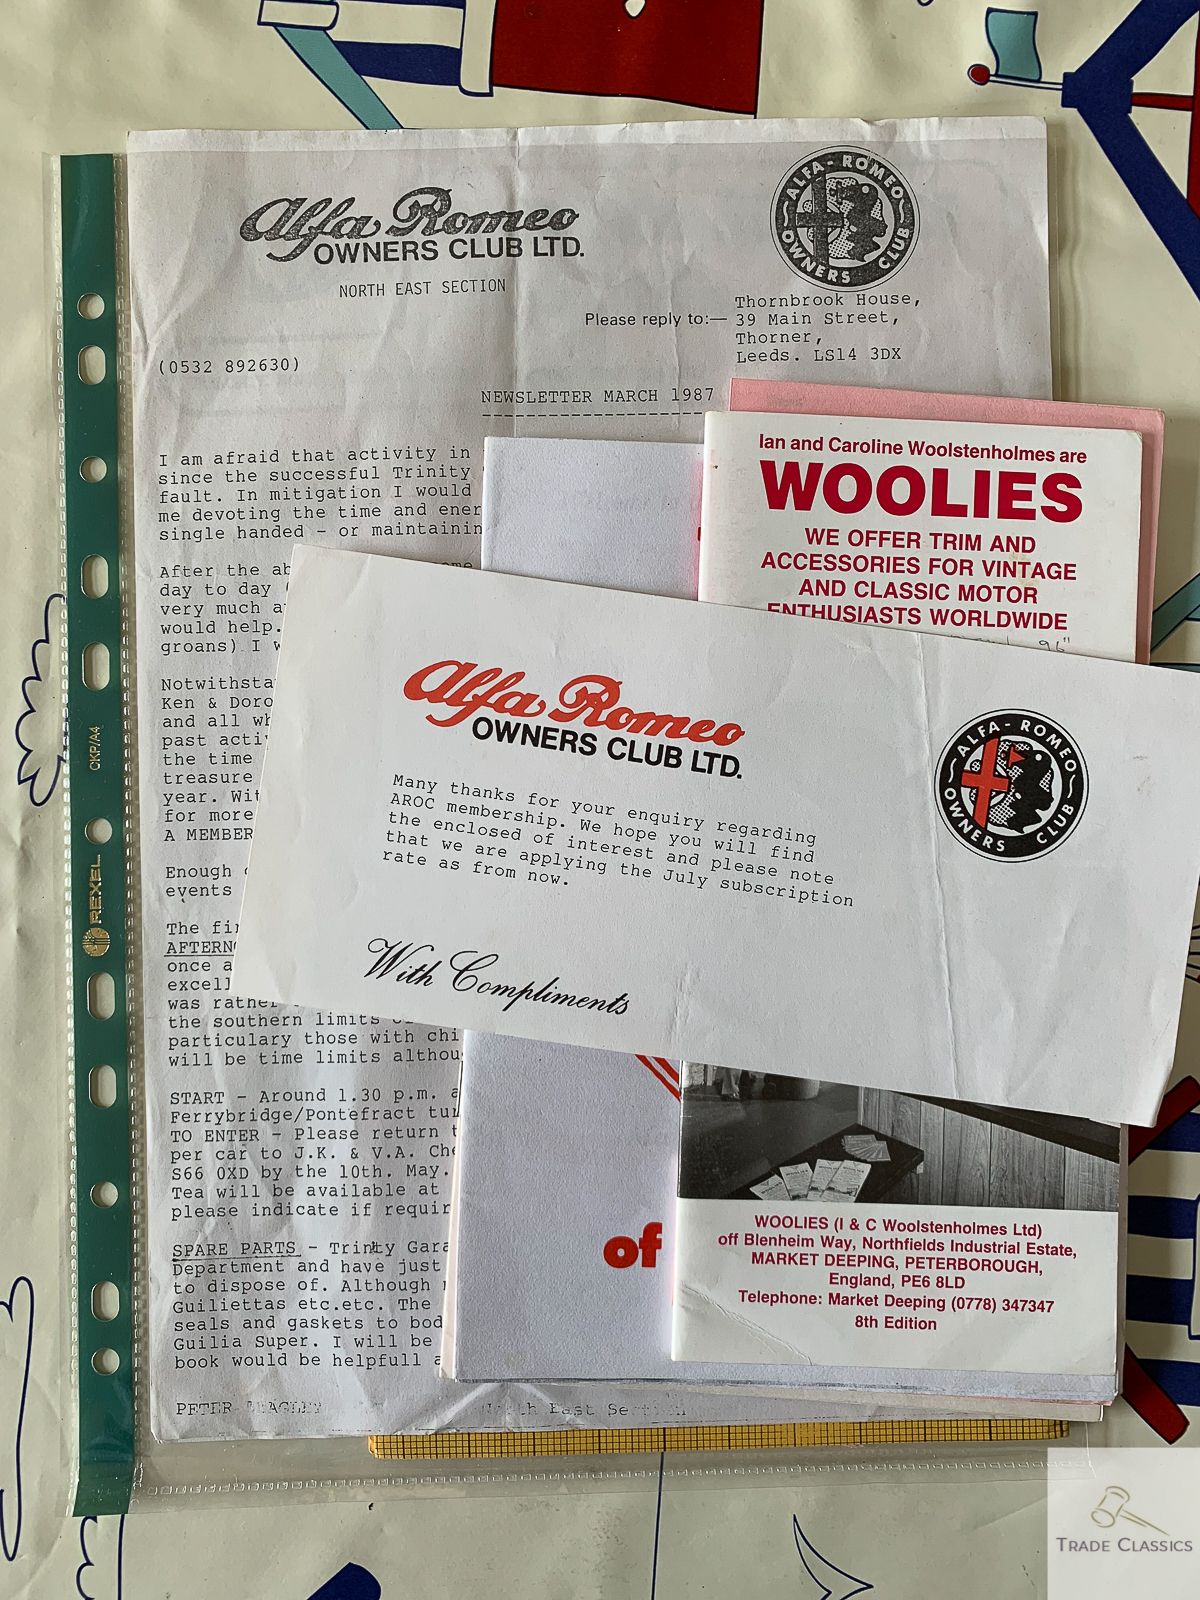 Alfa Romeo
OWNERS CLUB LTD.
NORTH EAST SECTION
ALFA-ROMEO
OWNERS CLUB
Please reply to:— Thornbrook House,
39 Main Street,
Thorner,
Leeds. LS14 3DX
(0532 892630)
NEWSLETTER MARCH 1987
I am afraid that activity in
since the successful Trinity
fault. In mitigation I would
me devoting the time and ener
single handed - or maintainin
After the ab
day to day
very much a
would help.
groans) I w
Notwithsta
Ken & Doro
and all wh
past activ
the time
treasure
year. Wit
for more
A MEMBER
Enough
events
The fir
AFTERNO
once a
excell
was rather
the southern limits
particulary those with chi
will be time limits althou
START - Around 1.30 p.m. a
Ferrybridge/Pontefract tur
TO ENTER - Please return t
per car to J.K. & V.A. Che
S66 0XD by the 10th. May.
Tea will be available at
please indicate if requir
SPARE PARTS - Trinity Gara
Department and have just
to dispose of. Although
Guiliettas etc.etc. The
seals and gaskets to bod
Guilia Super. I will be
book would be helpfull a
PETER
North East Section
CKP/A4
REXEL
Ian and Caroline Woolstenholmes are
WOOLIES
WE OFFER TRIM AND
ACCESSORIES FOR VINTAGE
AND CLASSIC MOTOR
ENTHUSIASTS WORLDWIDE
96"
Alfa Romeo
OWNERS CLUB LTD.
ALFA-ROMEO
OWNERS CLUB
Many thanks for your enquiry regarding
AROC membership. We hope you will find
the enclosed of interest and please note
that we are applying the July subscription
rate as from now.
With Compliments
of
WOOLIES (I & C Woolstenholmes Ltd)
off Blenheim Way, Northfields Industrial Estate,
MARKET DEEPING, PETERBOROUGH,
England, PE6 8LD
Telephone: Market Deeping (0778) 347347
8th Edition
TRADE CLASSICS